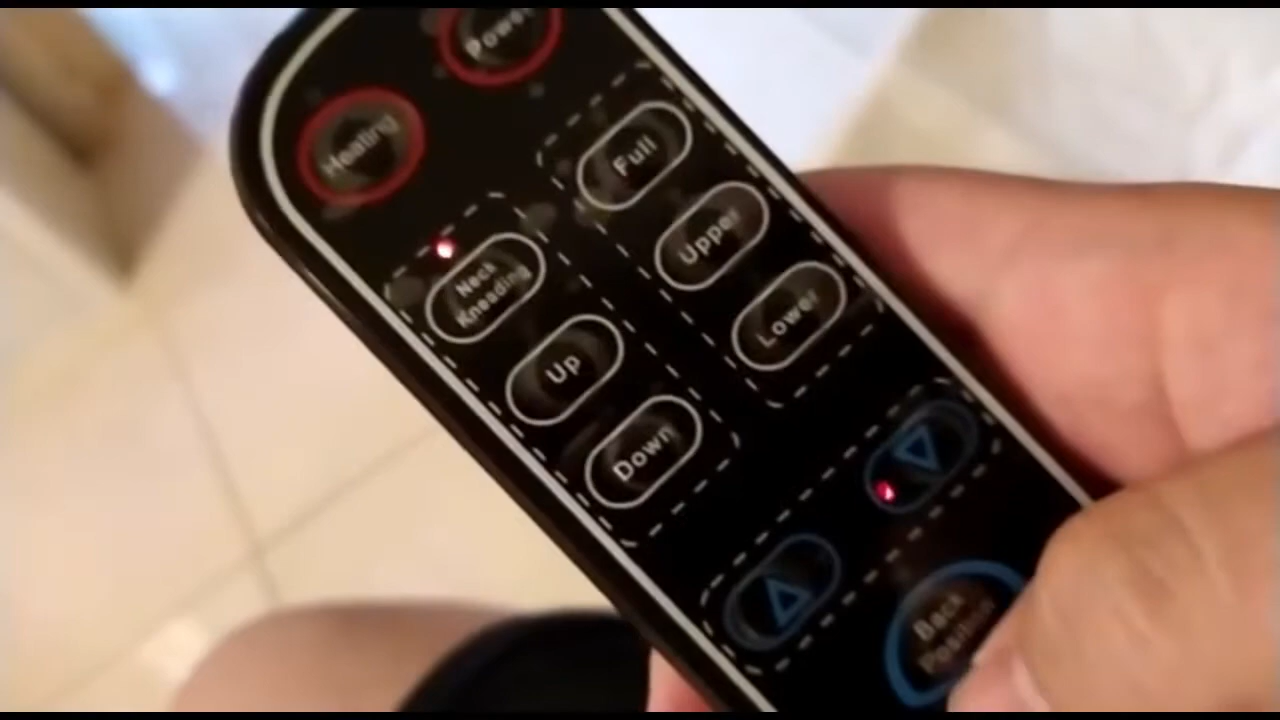 Power
Heating
Full
Upper
Lower
Neck
Kneading
Up
Down
Back
Position